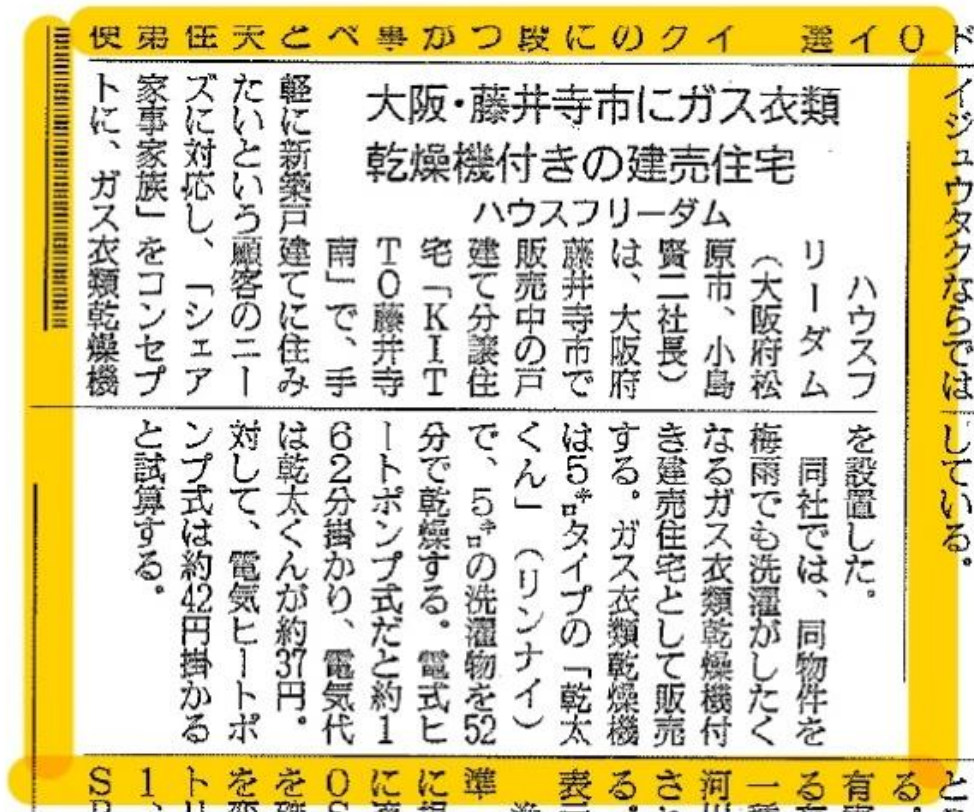 イジュウタクならでは
している。
大阪・藤井寺市にガス衣類
乾燥機付きの建売住宅
ハウスフリーダム
ハウスフ
リーダム
（大阪府松
原市、小島
賢二社長）
は、大阪府
藤井寺市で
販売中の戸
建て分譲住
宅「KIT
TO藤井寺
南」で、手
軽に新築戸建てに住み
たいという顧客のニー
ズに対応し、「シェア
家事家族」をコンセプ
トに、ガス衣類乾燥機
を設置した。
同社では、同物件を
梅雨でも洗濯がしたく
なるガス衣類乾燥機付
き建売住宅として販売
する。ガス衣類乾燥機
は5㌔タイプの「乾太
くん」（リンナイ）
で、5㌔の洗濯物を52
分で乾燥する。電式ヒ
ートポンプ式だと約1
62分掛かり、電気代
は乾太くんが約37円。
対して、電気ヒートポ
ンプ式は約42円掛かる
と試算する。